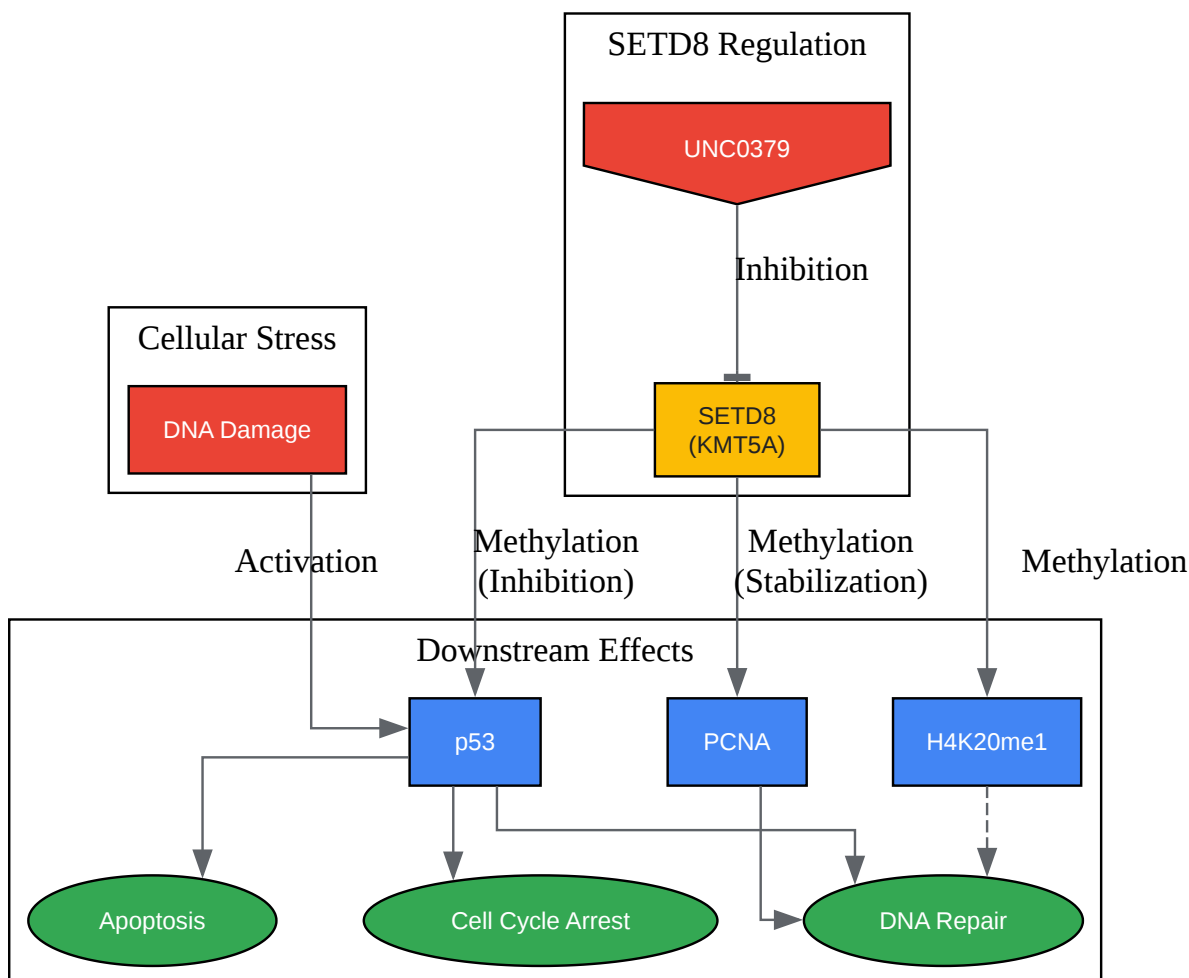 SETD8 Regulation
UNC0379
Inhibition
Cellular Stress
DNA Damage
SETD8
(KMT5A)
Activation
Methylation
(Inhibition)
Methylation
(Stabilization)
Methylation
Downstream Effects
p53
PCNA
H4K20me1
Apoptosis
Cell Cycle Arrest
DNA Repair